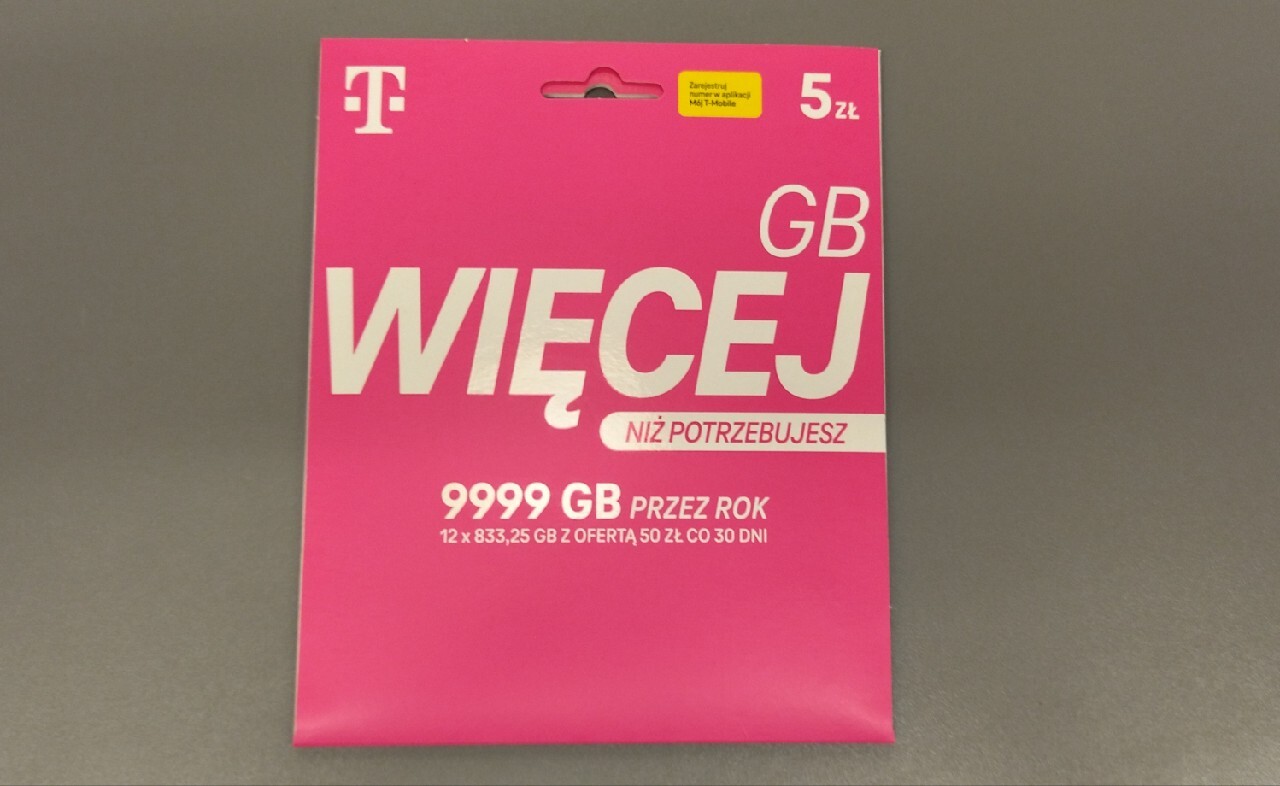 T
Zarejestruj
numer w aplikacji
Mój T-Mobile
5 ZŁ
GB
WIĘCEJ
NIŻ POTRZEBUJESZ
9999 GB PRZEZ ROK
12 x 833,25 GB Z OFERTĄ 50 ZŁ CO 30 DNI